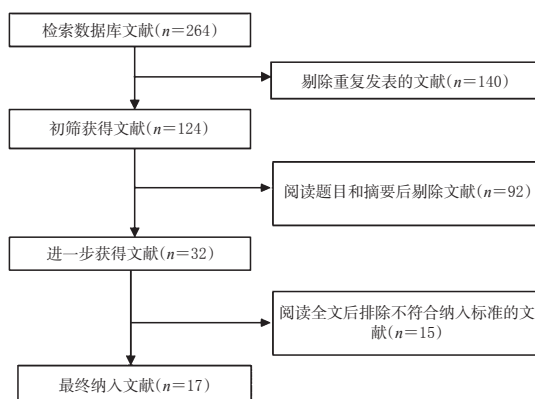 检索数据库文献(n=264)
剔除重复发表的文献(n=140)
初筛获得文献(n=124)
阅读题目和摘要后剔除文献(n=92)
进一步获得文献(n=32)
阅读全文后排除不符合纳入标准的文
献(n=15)
最终纳入文献(n=17)